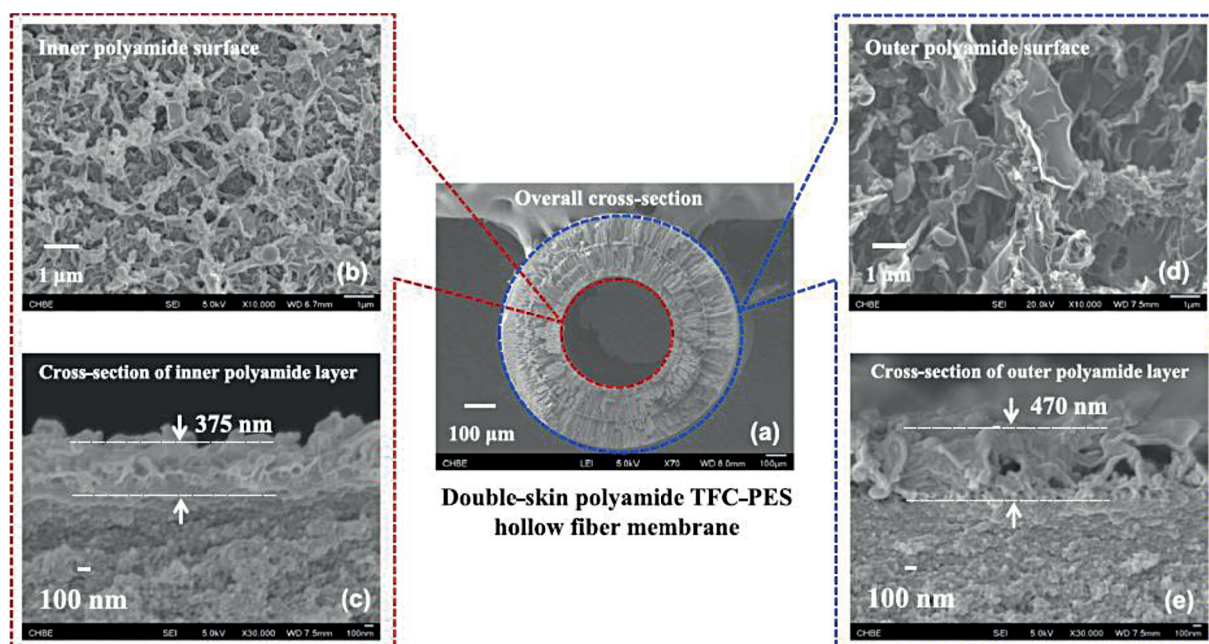 Inner polyamide surface
1 μm
(b)
CHBE SEI 5.0kV X10,000 WD 6.7mm 1μm
Cross-section of inner polyamide layer
375 nm
100 nm
(c)
CHBE SEI 5.0kV X30,000 WD 7.5mm 100nm
Overall cross-section
100 μm
(a)
CHBE LEI 5.0kV X70 WD 8.0mm 100μm
Double-skin polyamide TFC-PES
hollow fiber membrane
Outer polyamide surface
1 μm
(d)
CHBE SEI 20.0kV X10,000 WD 7.5mm 1μm
Cross-section of outer polyamide layer
470 nm
100 nm
(e)
CHBE SEI 5.0kV X30,000 WD 7.5mm 100nm